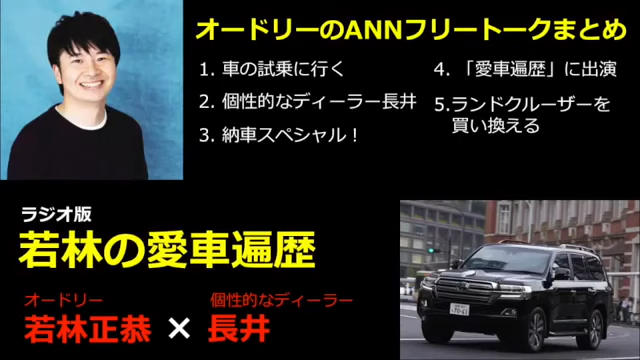 オードリーのANNフリートークまとめ
1. 車の試乗に行く
2. 個性的なディーラー長井
3. 納車スペシャル！
4. 「愛車遍歴」に出演
5.ランドクルーザーを
買い換える
ラジオ版
若林の愛車遍歴
オードリー
若林正恭
×
個性的なディーラー
長井